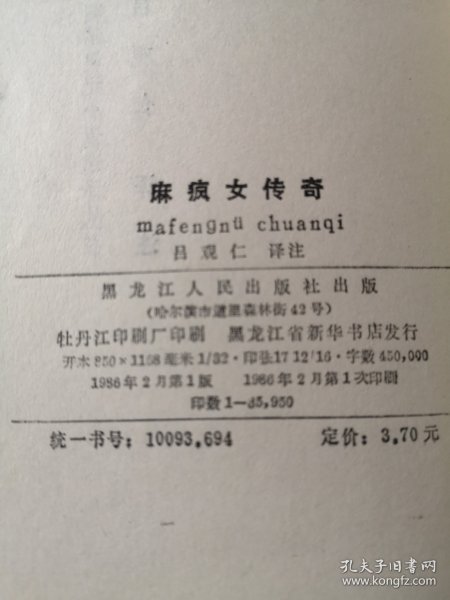 麻疯女传奇
mafengnü chuanqi
吕观仁 译注
黑龙江人民出版社出版
(哈尔滨市道里森林街42号)
牡丹江印刷厂印刷 黑龙江省新华书店发行
开本850×1168毫米1/32·印张17 12/16·字数450,000
1986年2月第1版 1986年2月第1次印刷
印数1—35,950
统一书号：10093.694 定价：3.70元
孔夫子旧书网
www.kongfz.com